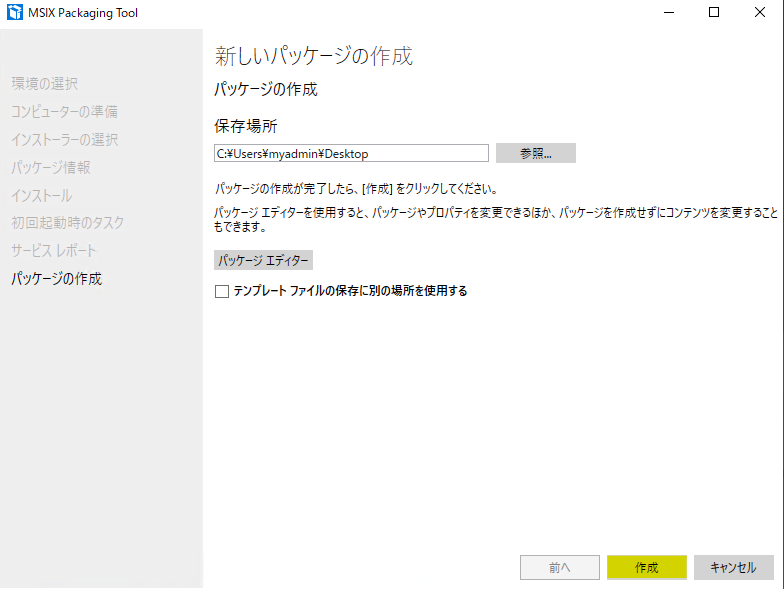 MSIX Packaging Tool
新しいパッケージの作成
環境の選択
コンピューターの準備
インストーラーの選択
パッケージ情報
インストール
初回起動時のタスク
サービス レポート
パッケージの作成
パッケージの作成
保存場所
C:¥Users¥myadmin¥Desktop
参照...
パッケージの作成が完了したら、[作成] をクリックしてください。
パッケージ エディターを使用すると、パッケージやプロパティを変更できるほか、パッケージを作成せずにコンテンツを変更すること
もできます。
パッケージ エディター
テンプレート ファイルの保存に別の場所を使用する
前へ
作成
キャンセル